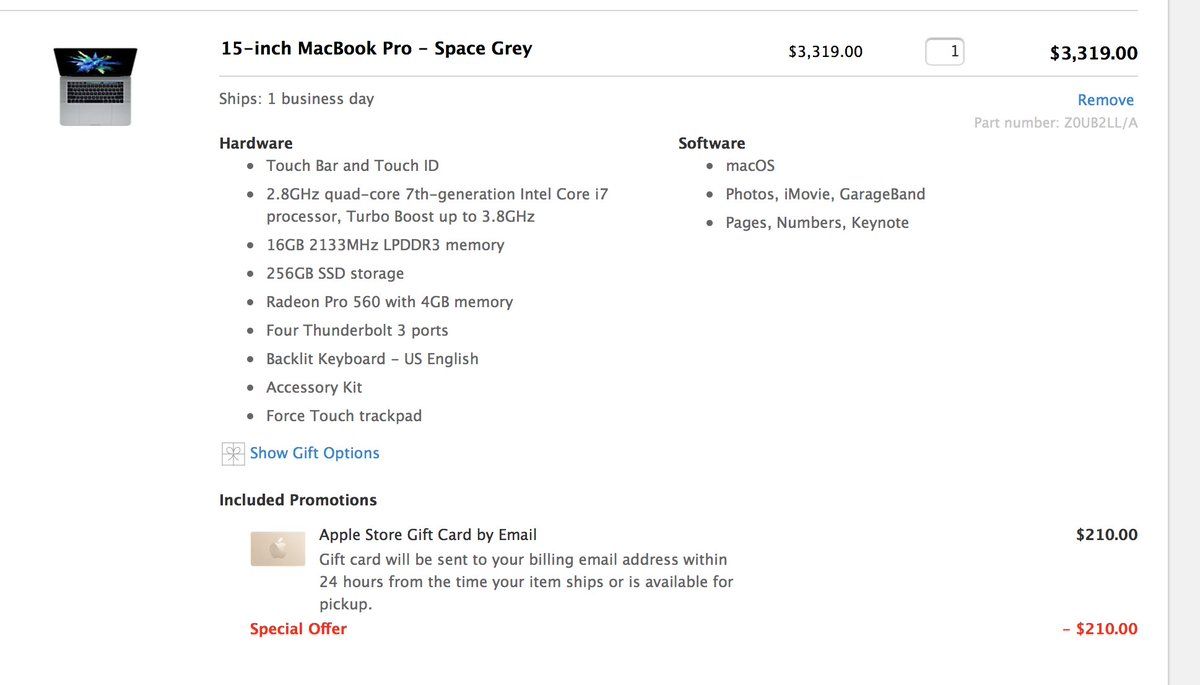 15-inch MacBook Pro - Space Grey $3,319.00 1 $3,319.00
Ships: 1 business day
Remove
Part number: Z0UB2LL/A
Hardware
• Touch Bar and Touch ID
• 2.8GHz quad-core 7th-generation Intel Core i7
processor, Turbo Boost up to 3.8GHz
• 16GB 2133MHz LPDDR3 memory
• 256GB SSD storage
• Radeon Pro 560 with 4GB memory
• Four Thunderbolt 3 ports
• Backlit Keyboard - US English
• Accessory Kit
• Force Touch trackpad
Software
• macOS
• Photos, iMovie, GarageBand
• Pages, Numbers, Keynote
Show Gift Options
Included Promotions
Apple Store Gift Card by Email $210.00
Gift card will be sent to your billing email address within
24 hours from the time your item ships or is available for
pickup.
Special Offer - $210.00